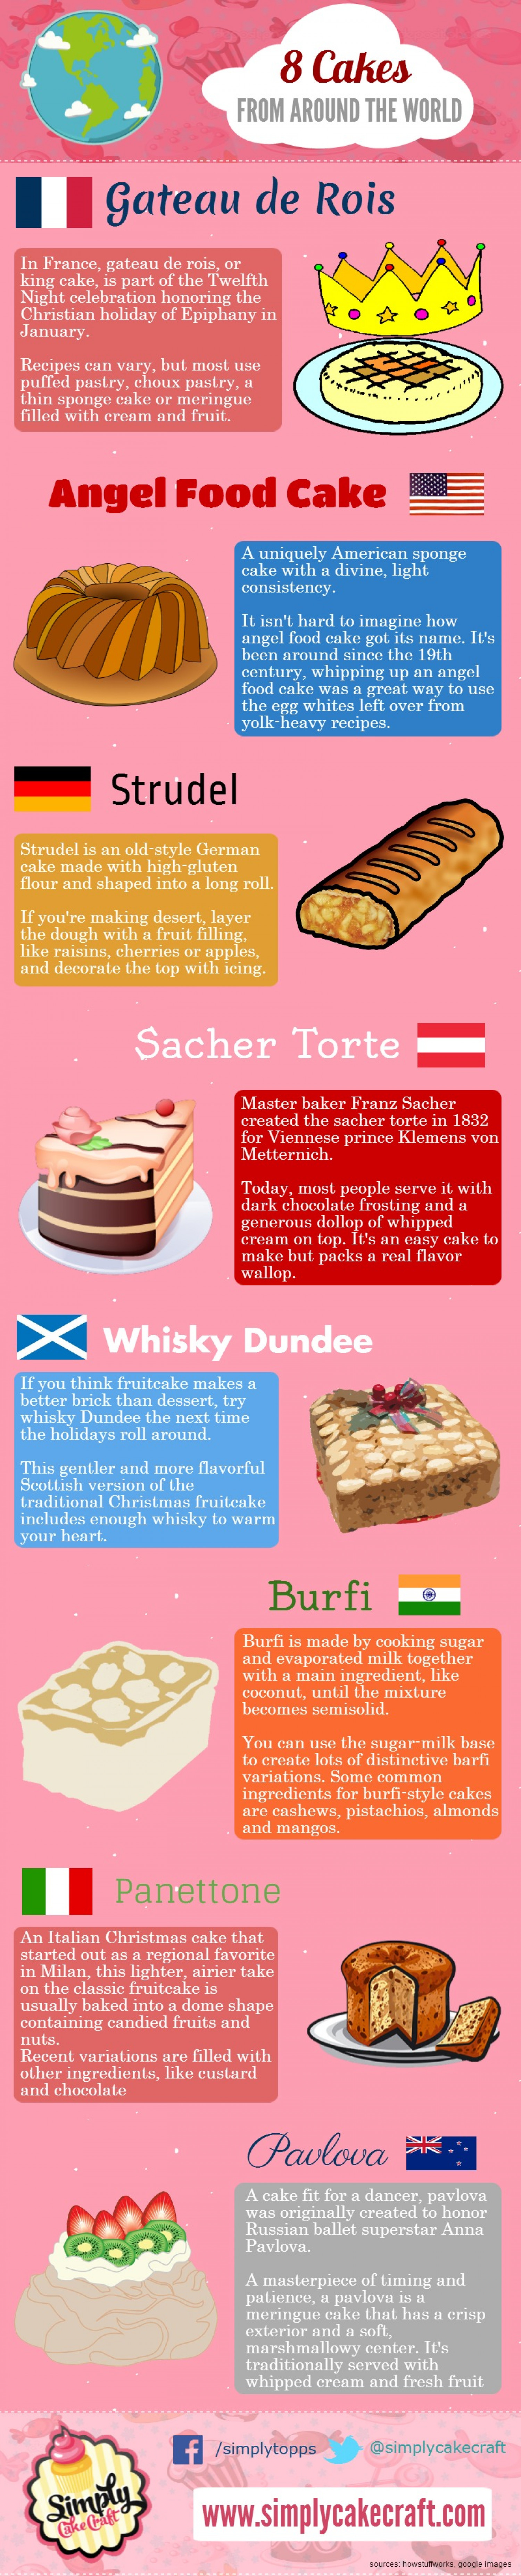 8 Cakes
FROM AROUND THE WORLD
Gateau de Rois
In France, gateau de rois, or
king cake, is part of the Twelfth
Night celebration honoring the
Christian holiday of Epiphany in
January.
Recipes can vary, but most use
puffed pastry, choux pastry, a
thin sponge cake or meringue
filled with cream and fruit.
Angel Food Cake
A uniquely American sponge
cake with a divine, light
consistency.
It isn't hard to imagine how
angel food cake got its name. It's
been around since the 19th
century, whipping up an angel
food cake was a great way to use
the egg whites left over from
yolk-heavy recipes.
Strudel
Strudel is an old-style German
cake made with high-gluten
flour and shaped into a long roll.
If you're making desert, layer
the dough with a fruit filling,
like raisins, cherries or apples,
and decorate the top with icing.
Sacher Torte
Master baker Franz Sacher
created the sacher torte in 1832
for Viennese prince Klemens von
Metternich.
Today, most people serve it with
dark chocolate frosting and a
generous dollop of whipped
cream on top. It's an easy cake to
make but packs a real flavor
wallop.
Whisky Dundee
If you think fruitcake makes a
better brick than dessert, try
whisky Dundee the next time
the holidays roll around.
This gentler and more flavorful
Scottish version of the
traditional Christmas fruitcake
includes enough whisky to warm
your heart.
Burfi
Burfi is made by cooking sugar
and evaporated milk together
with a main ingredient, like
coconut, until the mixture
becomes semisolid.
You can use the sugar-milk base
to create lots of distinctive barfi
variations. Some common
ingredients for burfi-style cakes
are cashews, pistachios, almonds
and mangos.
Panettone
An Italian Christmas cake that
started out as a regional favorite
in Milan, this lighter, airier take
on the classic fruitcake is
usually baked into a dome shape
containing candied fruits and
nuts.
Recent variations are filled with
other ingredients, like custard
and chocolate
Pavlova
A cake fit for a dancer, pavlova
was originally created to honor
Russian ballet superstar Anna
Pavlova.
A masterpiece of timing and
patience, a pavlova is a
meringue cake that has a crisp
exterior and a soft,
marshmallowy center. It's
traditionally served with
whipped cream and fresh fruit
Simply
Cake Craft
/simplytopps
@simplycakecraft
www.simplycakecraft.com
sources: howstuffworks, google images